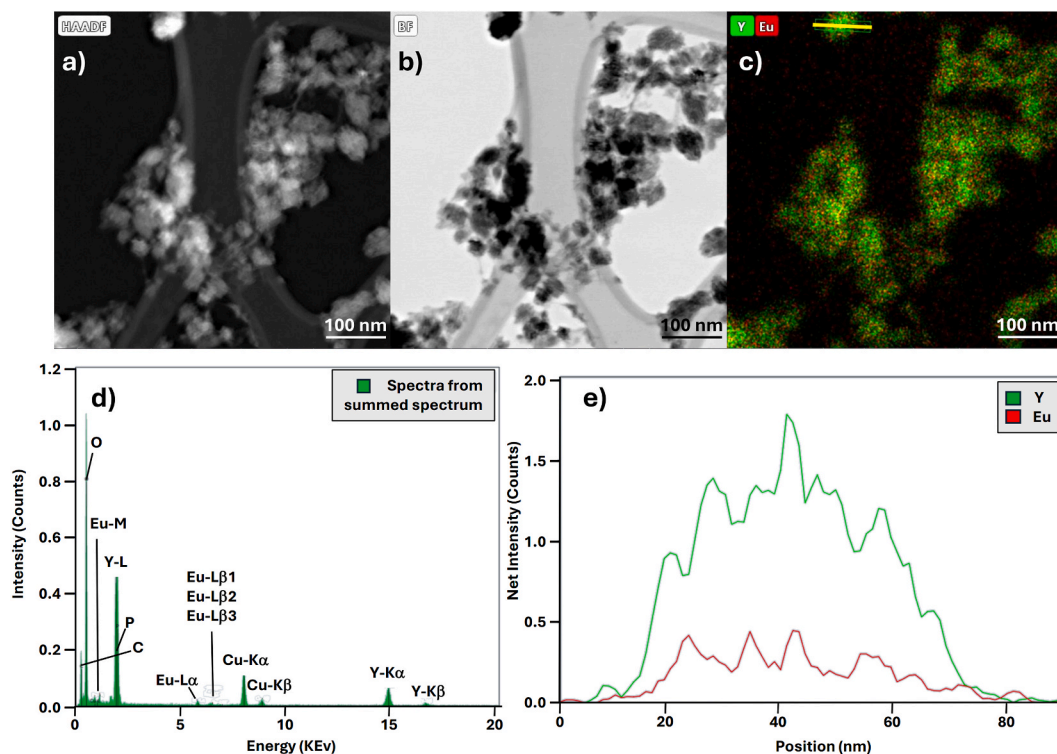 HAADF
a)
100 nm
BF
b)
100 nm
Y Eu
c)
100 nm
d)
Spectra from
summed spectrum
1.2
1.0
0.8
0.6
0.4
0.2
0.0
Intensity (Counts)
O
Eu-M
Y-L
P
C
Eu-Lβ1
Eu-Lβ2
Eu-Lβ3
Eu-Lα
Cu-Kα
Cu-Kβ
Y-Kα
Y-Kβ
0 5 10 15 20
Energy (KEv)
e)
Y
Eu
2.0
1.5
1.0
0.5
0.0
Net Intensity (Counts)
0 20 40 60 80
Position (nm)